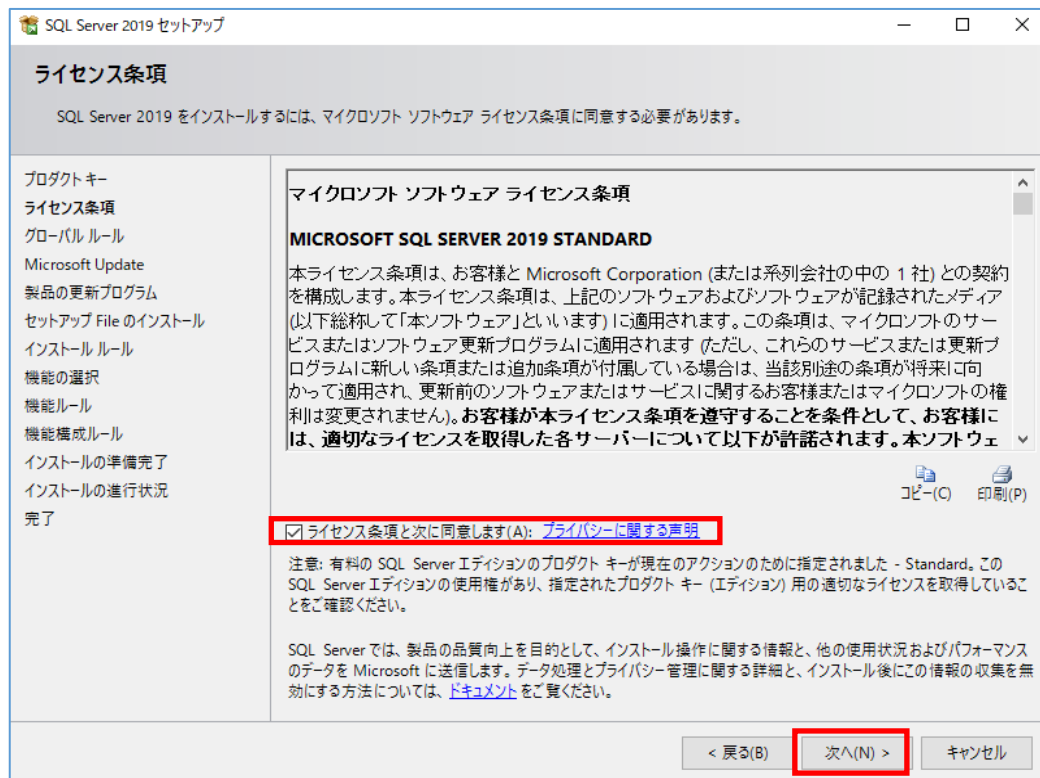 SQL Server 2019 セットアップ
ライセンス条項
SQL Server 2019 をインストールするには、マイクロソフト ソフトウェア ライセンス条項に同意する必要があります。
プロダクト キー
ライセンス条項
グローバル ルール
Microsoft Update
製品の更新プログラム
セットアップ File のインストール
インストール ルール
機能の選択
機能ルール
機能構成ルール
インストールの準備完了
インストールの進行状況
完了
マイクロソフト ソフトウェア ライセンス条項
MICROSOFT SQL SERVER 2019 STANDARD
本ライセンス条項は、お客様と Microsoft Corporation (または系列会社の中の 1 社) との契約
を構成します。本ライセンス条項は、上記のソフトウェアおよびソフトウェアが記録されたメディア
(以下総称して「本ソフトウェア」といいます) に適用されます。この条項は、マイクロソフトのサー
ビスまたはソフトウェア更新プログラムに適用されます (ただし、これらのサービスまたは更新プ
ログラムに新しい条項または追加条項が付属している場合は、当該別途の条項が将来に向
かって適用され、更新前のソフトウェアまたはサービスに関するお客様またはマイクロソフトの権
利は変更されません)。お客様が本ライセンス条項を遵守することを条件として、お客様に
は、適切なライセンスを取得した各サーバーについて以下が許諾されます。本ソフトウェ
コピー(C) 印刷(P)
ライセンス条項と次に同意します(A): プライバシーに関する声明
注意: 有料の SQL Server エディションのプロダクト キーが現在のアクションのために指定されました - Standard。この
SQL Server エディションの使用権があり、指定されたプロダクト キー (エディション) 用の適切なライセンスを取得しているこ
とをご確認ください。
SQL Server では、製品の品質向上を目的として、インストール操作に関する情報と、他の使用状況およびパフォーマンス
のデータを Microsoft に送信します。データ処理とプライバシー管理に関する詳細と、インストール後にこの情報の収集を無
効にする方法については、ドキュメント をご覧ください。
< 戻る(B) 次へ(N) > キャンセル